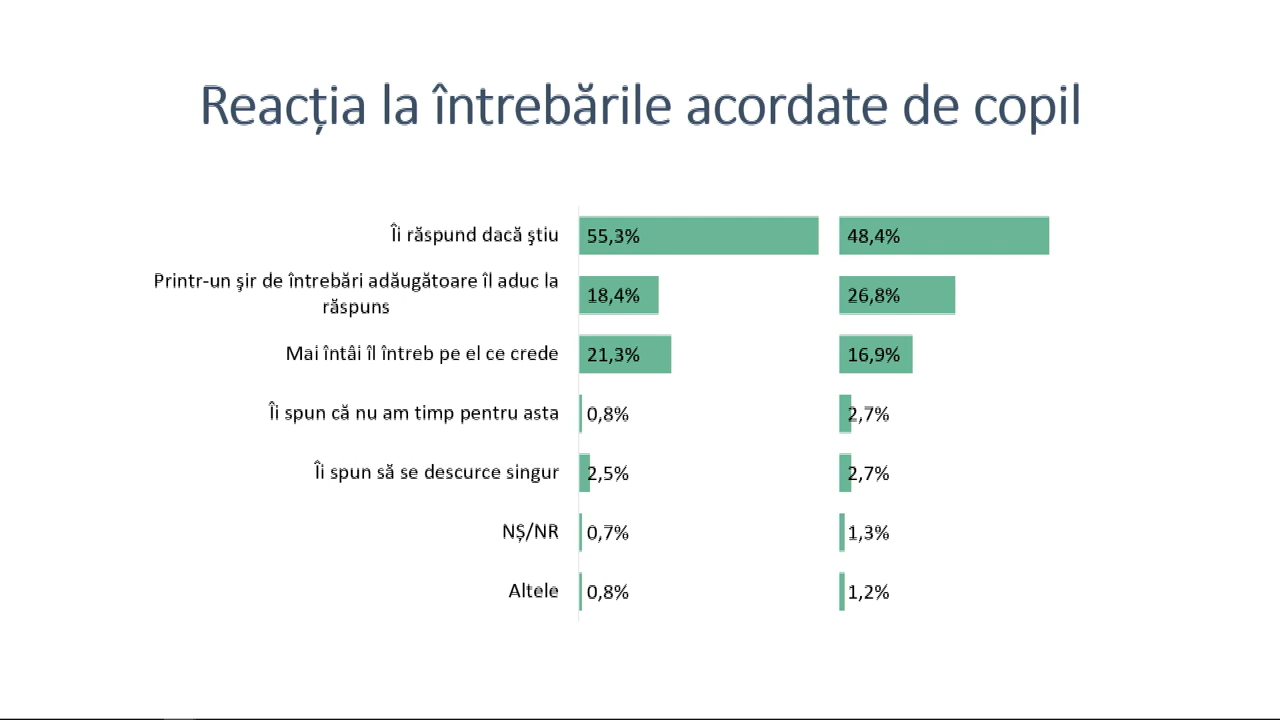 Reacția la întrebările acordate de copil
Îi răspund dacă ştiu 55,3% 48,4%
Printr-un şir de întrebări adăugătoare îl aduc la
răspuns 18,4% 26,8%
Mai întâi îl întreb pe el ce crede 21,3% 16,9%
Îi spun că nu am timp pentru asta 0,8% 2,7%
Îi spun să se descurce singur 2,5% 2,7%
NȘ/NR 0,7% 1,3%
Altele 0,8% 1,2%